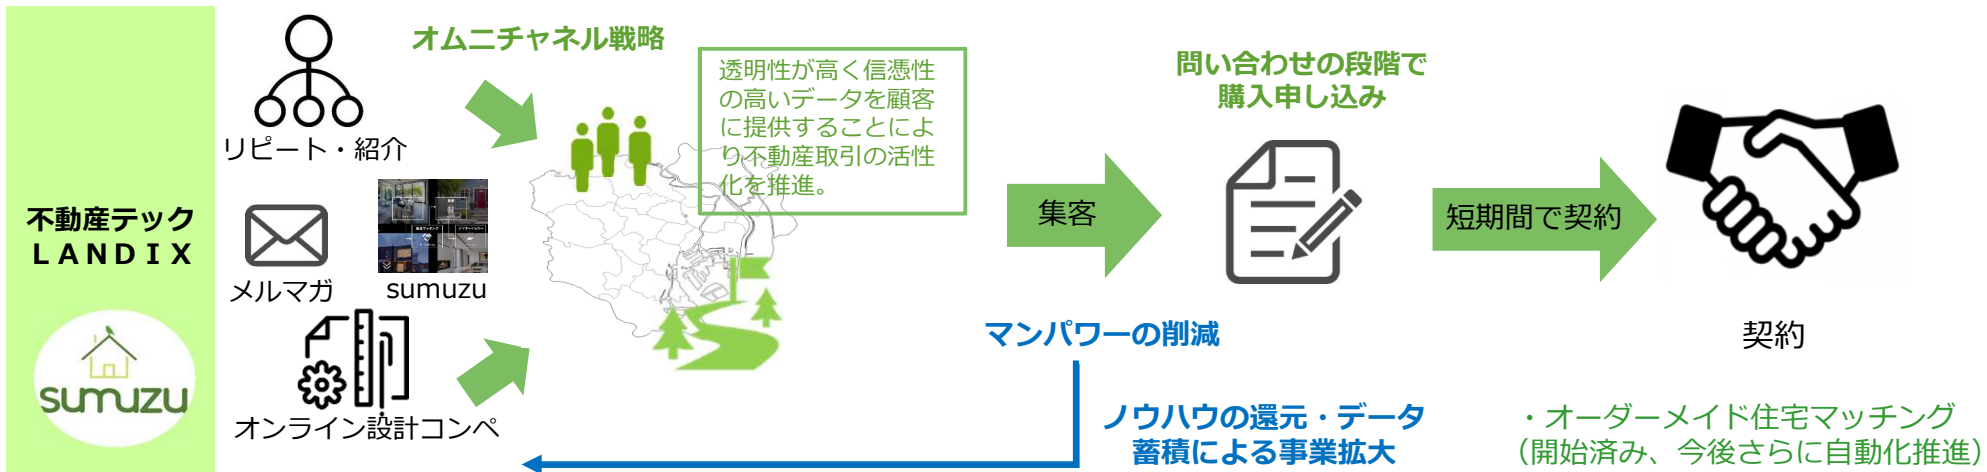 不動産テック
ＬＡＮＤＩＸ
sumuzu
リピート・紹介
メルマガ
sumuzu
オンライン設計コンペ
オムニチャネル戦略
透明性が高く信憑性
の高いデータを顧客
に提供することによ
り不動産取引の活性
化を推進。
集客
問い合わせの段階で
購入申し込み
短期間で契約
契約
マンパワーの削減
ノウハウの還元・データ
蓄積による事業拡大
・オーダーメイド住宅マッチング
（開始済み、今後さらに自動化推進）